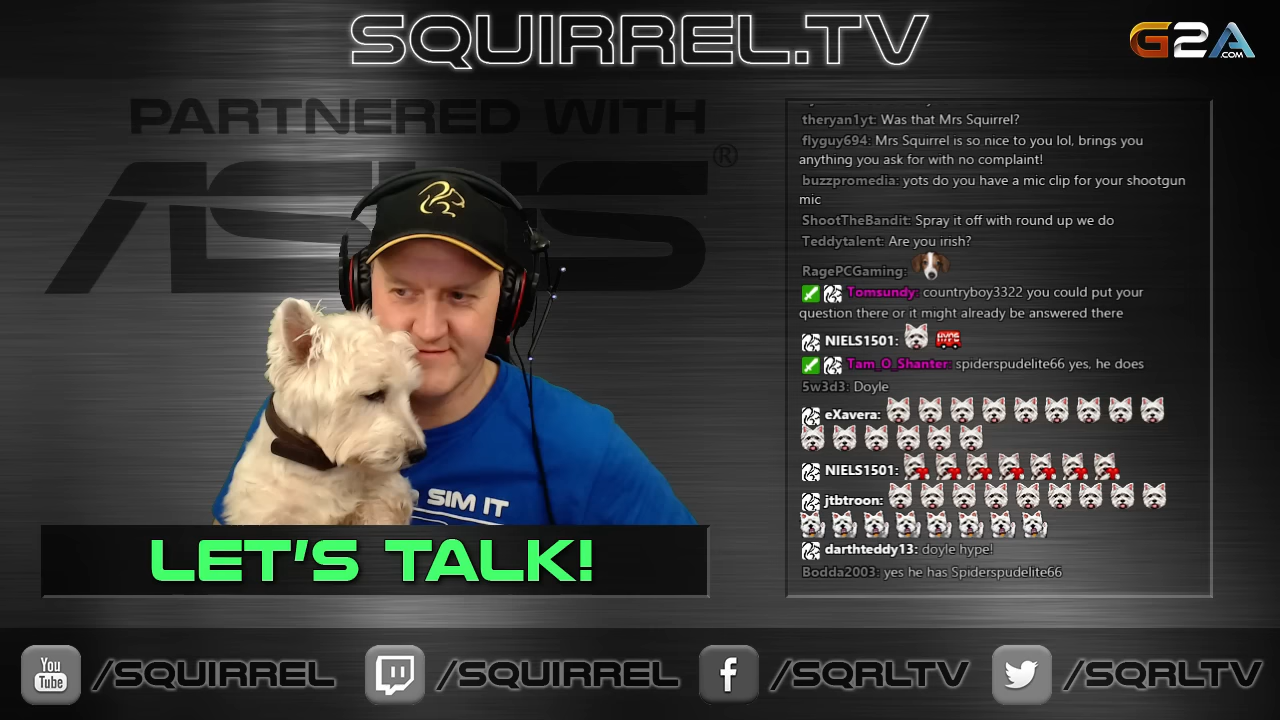 SQUIRREL.TV
G2A
.COM
PARTNERED WITH
ASUS
®
theryan1yt: Was that Mrs Squirrel?
flyguy694: Mrs Squirrel is so nice to you lol, brings you
anything you ask for with no complaint!
buzzpromedia: yots do you have a mic clip for your shootgun
mic
ShootTheBandit: Spray it off with round up we do
Teddytalent: Are you irish?
RagePCGaming:
Tomsundy: countryboy3322 you could put your
question there or it might already be answered there
NIELS1501:
Tam_O_Shanter: spiderspudelite66 yes, he does
5w3d3: Doyle
eXavera:
NIELS1501:
jtbtroon:
darthteddy13: doyle hype!
Bodda2003: yes he has Spiderspudelite66
SIM IT
LET'S TALK!
You
Tube
/SQUIRREL
/SQUIRREL
f
/SQRLTV
/SQRLTV